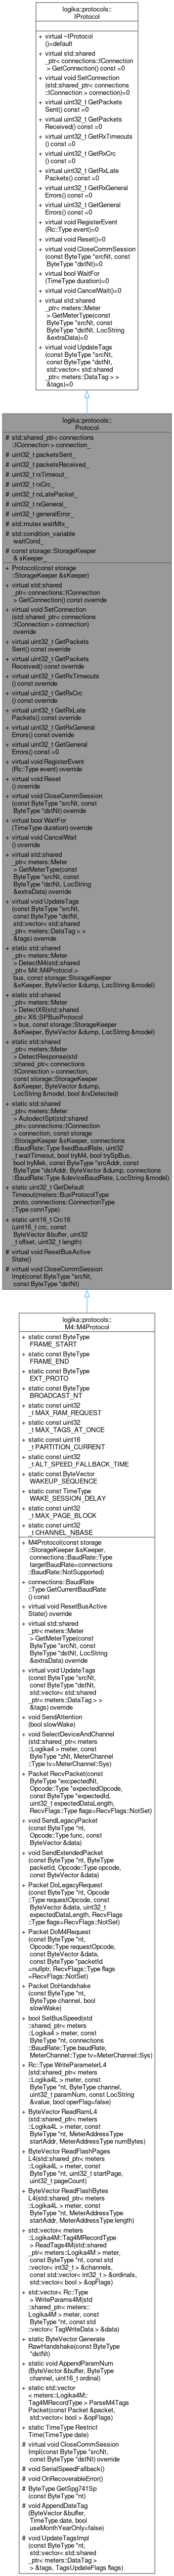 logika::protocols::
IProtocol
+ virtual ~IProtocol
()=default
+ virtual std::shared
_ptr< connections::IConnection
> GetConnection() const =0
+ virtual void SetConnection
(std::shared_ptr< connections
::IConnection > connection)=0
+ virtual uint32_t GetPackets
Sent() const =0
+ virtual uint32_t GetPackets
Received() const =0
+ virtual uint32_t GetRxTimeouts
() const =0
+ virtual uint32_t GetRxCrc
() const =0
+ virtual uint32_t GetRxLate
Packets() const =0
+ virtual uint32_t GetRxGeneral
Errors() const =0
+ virtual uint32_t GetGeneral
Errors() const =0
+ virtual void RegisterEvent
(Rc::Type event)=0
+ virtual void Reset()=0
+ virtual void CloseCommSession
(const ByteType *srcNt, const
ByteType *dstNt)=0
+ virtual bool WaitFor
(TimeType duration)=0
+ virtual void CancelWait()=0
+ virtual std::shared
_ptr< meters::Meter
> GetMeterType(const
ByteType *srcNt, const
ByteType *dstNt, LocString
&extraData)=0
+ virtual void UpdateTags
(const ByteType *srcNt,
const ByteType *dstNt,
std::vector< std::shared
_ptr< meters::DataTag > >
&tags)=0
logika::protocols::
Protocol
# std::shared_ptr< connections
::IConnection > connection_
# uint32_t packetsSent_
# uint32_t packetsReceived_
# uint32_t rxTimeout_
# uint32_t rxCrc_
# uint32_t rxLatePacket_
# uint32_t rxGeneral_
# uint32_t generalError_
# std::mutex waitMtx_
# std::condition_variable
waitCond_
# const storage::StorageKeeper
& sKeeper_
+ Protocol(const storage
::StorageKeeper &sKeeper)
+ virtual std::shared
_ptr< connections::IConnection
> GetConnection() const override
+ virtual void SetConnection
(std::shared_ptr< connections
::IConnection > connection)
override
+ virtual uint32_t GetPackets
Sent() const override
+ virtual uint32_t GetPackets
Received() const override
+ virtual uint32_t GetRxTimeouts
() const override
+ virtual uint32_t GetRxCrc
() const override
+ virtual uint32_t GetRxLate
Packets() const override
+ virtual uint32_t GetRxGeneral
Errors() const override
+ virtual uint32_t GetGeneral
Errors() const =0
+ virtual void RegisterEvent
(Rc::Type event) override
+ virtual void Reset
() override
+ virtual void CloseCommSession
(const ByteType *srcNt, const
ByteType *dstNt) override
+ virtual bool WaitFor
(TimeType duration) override
+ virtual void CancelWait
() override
+ virtual std::shared
_ptr< meters::Meter
> GetMeterType(const
ByteType *srcNt, const
ByteType *dstNt, LocString
&extraData) override
+ virtual void UpdateTags
(const ByteType *srcNt,
const ByteType *dstNt,
std::vector< std::shared
_ptr< meters::DataTag > >
&tags) override
+ static std::shared
_ptr< meters::Meter
> DetectM4(std::shared
_ptr< M4::M4Protocol >
bus, const storage::StorageKeeper
&sKeeper, ByteVector &dump, LocString &model)
+ static std::shared
_ptr< meters::Meter
> DetectX6(std::shared
_ptr< X6::SPBusProtocol
> bus, const storage::StorageKeeper
&sKeeper, ByteVector &dump, LocString &model)
+ static std::shared
_ptr< meters::Meter
> DetectResponse(std
::shared_ptr< connections
::IConnection > connection,
const storage::StorageKeeper
&sKeeper, ByteVector &dump,
LocString &model, bool &rxDetected)
+ static std::shared
_ptr< meters::Meter
> AutodectSpt(std::shared
_ptr< connections::IConnection
> connection, const storage
::StorageKeeper &sKeeper, connections
::BaudRate::Type fixedBaudRate, uint32
_t waitTimeout, bool tryM4, bool trySpBus,
bool tryMek, const ByteType *srcAddr, const
ByteType *dstAddr, ByteVector &dump, connections
::BaudRate::Type &deviceBaudRate, LocString &model)
+ static uint32_t GetDefault
Timeout(meters::BusProtocolType
proto, connections::ConnectionType
::Type connType)
+ static uint16_t Crc16
(uint16_t crc, const
ByteVector &buffer, uint32
_t offset, uint32_t length)
# virtual void ResetBusActive
State()
# virtual void CloseCommSession
Impl(const ByteType *srcNt,
const ByteType *dstNt)
logika::protocols::
M4::M4Protocol
+ static const ByteType
FRAME_START
+ static const ByteType
FRAME_END
+ static const ByteType
EXT_PROTO
+ static const ByteType
BROADCAST_NT
+ static const uint32
_t MAX_RAM_REQUEST
+ static const uint32
_t MAX_TAGS_AT_ONCE
+ static const uint16
_t PARTITION_CURRENT
+ static const uint32
_t ALT_SPEED_FALLBACK_TIME
+ static const ByteVector
WAKEUP_SEQUENCE
+ static const TimeType
WAKE_SESSION_DELAY
+ static const uint32
_t MAX_PAGE_BLOCK
+ static const uint32
_t CHANNEL_NBASE
+ M4Protocol(const storage
::StorageKeeper &sKeeper,
connections::BaudRate::Type
targetBaudRate=connections
::BaudRate::NotSupported)
+ connections::BaudRate
::Type GetCurrentBaudRate
() const
+ virtual void ResetBusActive
State() override
+ virtual std::shared
_ptr< meters::Meter
> GetMeterType(const
ByteType *srcNt, const
ByteType *dstNt, LocString
&extraData) override
+ virtual void UpdateTags
(const ByteType *srcNt,
const ByteType *dstNt,
std::vector< std::shared
_ptr< meters::DataTag > >
&tags) override
+ void SendAttention
(bool slowWake)
+ void SelectDeviceAndChannel
(std::shared_ptr< meters
::Logika4 > meter, const
ByteType *zNt, MeterChannel
::Type tv=MeterChannel::Sys)
+ Packet RecvPacket(const
ByteType *expectedNt,
Opcode::Type *expectedOpcode,
const ByteType *expectedId,
uint32_t expectedDataLength,
RecvFlags::Type flags=RecvFlags::NotSet)
+ void SendLegacyPacket
(const ByteType *nt,
Opcode::Type func, const
ByteVector &data)
+ void SendExtendedPacket
(const ByteType *nt, ByteType
packetId, Opcode::Type opcode,
const ByteVector &data)
+ Packet DoLegacyRequest
(const ByteType *nt, Opcode
::Type requestOpcode, const
ByteVector &data, uint32_t
expectedDataLength, RecvFlags
::Type flags=RecvFlags::NotSet)
+ Packet DoM4Request
(const ByteType *nt,
Opcode::Type requestOpcode,
const ByteVector &data,
const ByteType *packetId
=nullptr, RecvFlags::Type flags
=RecvFlags::NotSet)
+ Packet DoHandshake
(const ByteType *nt,
ByteType channel, bool
slowWake)
+ bool SetBusSpeed(std
::shared_ptr< meters
::Logika4 > meter, const
ByteType *nt, connections
::BaudRate::Type baudRate,
MeterChannel::Type tv=MeterChannel::Sys)
+ Rc::Type WriteParameterL4
(std::shared_ptr< meters
::Logika4L > meter, const
ByteType *nt, ByteType channel,
uint16_t paramNum, const LocString
&value, bool operFlag=false)
+ ByteVector ReadRamL4
(std::shared_ptr< meters
::Logika4L > meter, const
ByteType *nt, MeterAddressType
startAddr, MeterAddressType numBytes)
+ ByteVector ReadFlashPages
L4(std::shared_ptr< meters
::Logika4L > meter, const
ByteType *nt, uint32_t startPage,
uint32_t pageCount)
+ ByteVector ReadFlashBytes
L4(std::shared_ptr< meters
::Logika4L > meter, const
ByteType *nt, MeterAddressType
startAddr, MeterAddressType length)
+ std::vector< meters
::Logika4M::Tag4MRecordType
> ReadTags4M(std::shared
_ptr< meters::Logika4M > meter,
const ByteType *nt, const std
::vector< int32_t > &channels,
const std::vector< int32_t > &ordinals,
std::vector< bool > &opFlags)
+ std::vector< Rc::Type
> WriteParams4M(std
::shared_ptr< meters::
Logika4M > meter, const
ByteType *nt, const std
::vector< TagWriteData > &data)
+ static ByteVector Generate
RawHandshake(const ByteType
*dstNt)
+ static void AppendParamNum
(ByteVector &buffer, ByteType
channel, uint16_t ordinal)
+ static std::vector
< meters::Logika4M::
Tag4MRecordType > ParseM4Tags
Packet(const Packet &packet,
std::vector< bool > &opFlags)
+ static TimeType Restrict
Time(TimeType date)
# virtual void CloseCommSession
Impl(const ByteType *srcNt,
const ByteType *dstNt) override
# void SerialSpeedFallback()
# void OnRecoverableError()
# ByteType GetSpg741Sp
(const ByteType *nt)
# void AppendDateTag
(ByteVector &buffer,
TimeType date, bool
useMonthYearOnly=false)
# void UpdateTagsImpl
(const ByteType *srcNt,
const ByteType *dstNt,
std::vector< std::shared
_ptr< meters::DataTag >
> &tags, TagsUpdateFlags flags)